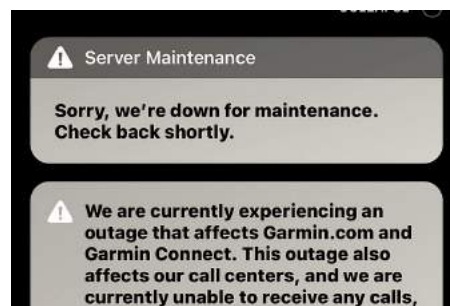 Server Maintenance
Sorry, we're down for maintenance.
Check back shortly.
We are currently experiencing an
outage that affects Garmin.com and
Garmin Connect. This outage also
affects our call centers, and we are
currently unable to receive any calls,